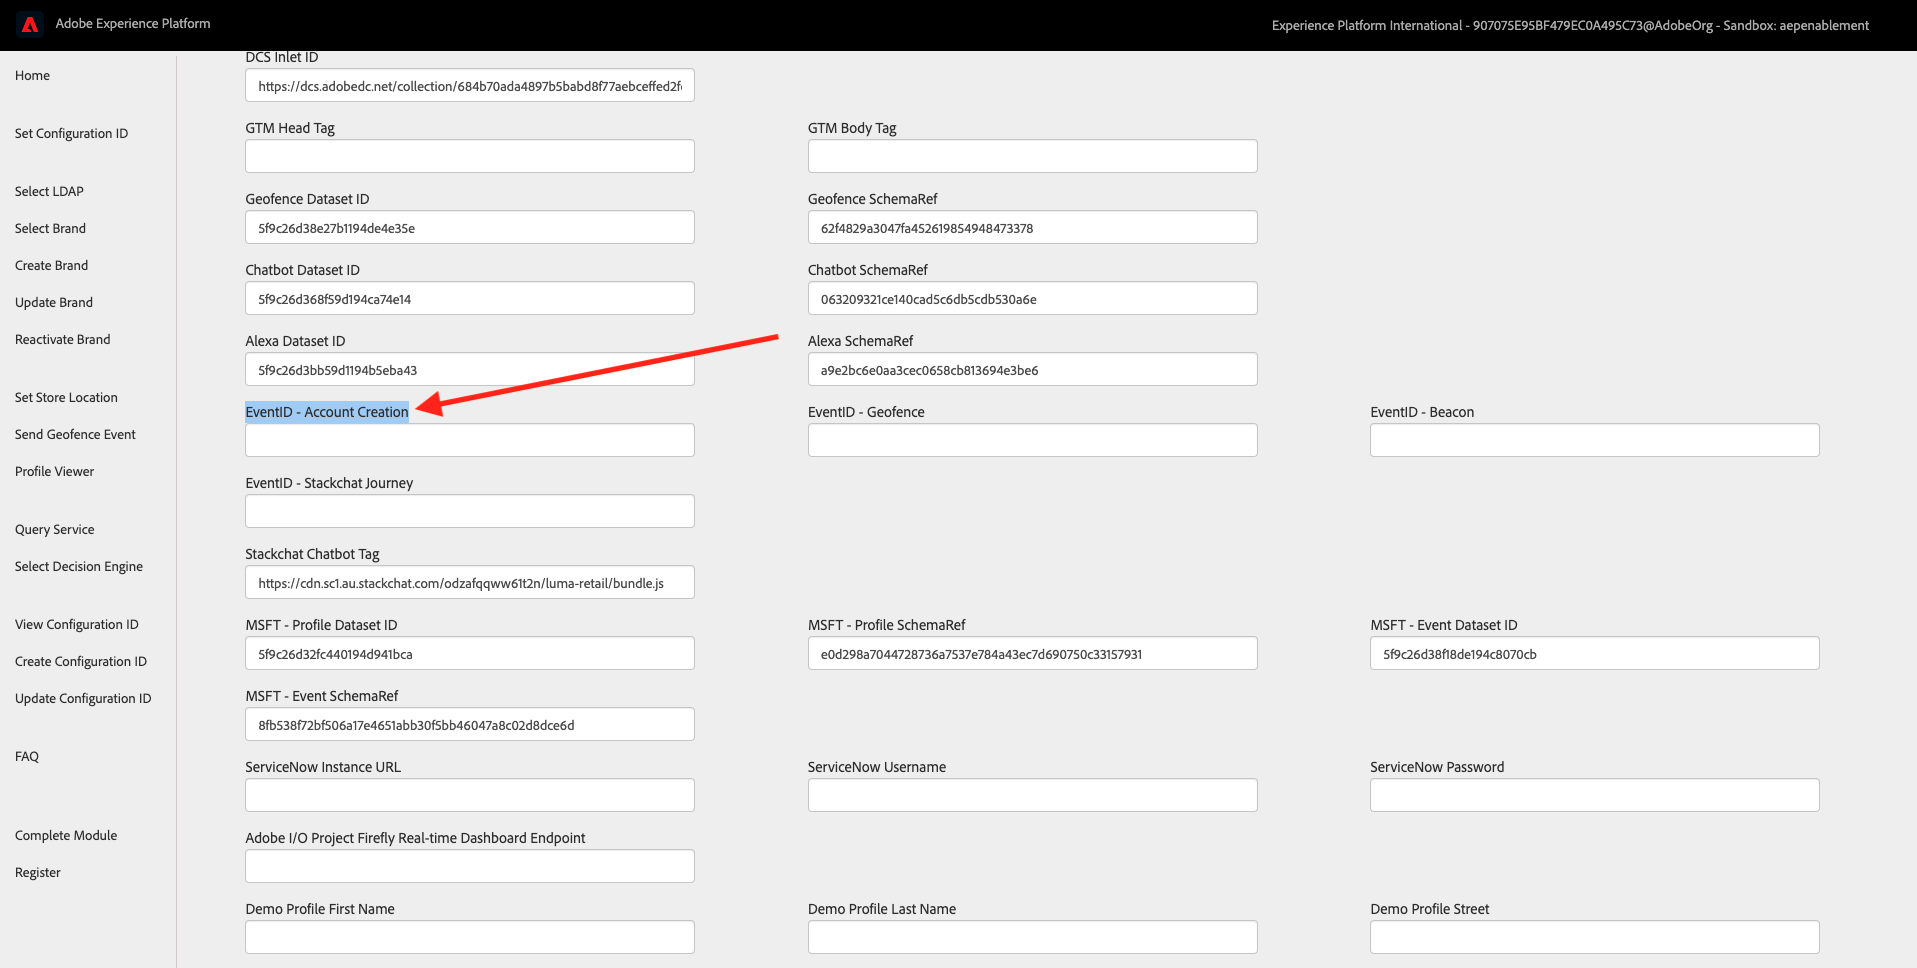 Adobe Experience Platform
Experience Platform International - 907075E95BF479EC0A495C73@AdobeOrg - Sandbox: aepenablement
Home
Set Configuration ID
Select LDAP
Select Brand
Create Brand
Update Brand
Reactivate Brand
Set Store Location
Send Geofence Event
Profile Viewer
Query Service
Select Decision Engine
View Configuration ID
Create Configuration ID
Update Configuration ID
FAQ
Complete Module
Register
DCS Inlet ID
https://dcs.adobedc.net/collection/684b70ada4897b5babd8f77aebceffed2f
GTM Head Tag
GTM Body Tag
Geofence Dataset ID
Geofence SchemaRef
5f9c26d38e27b1194de4e35e
62f4829a3047fa452619854948473378
Chatbot Dataset ID
Chatbot SchemaRef
5f9c26d368f59d194ca74e14
063209321ce140cad5c6db5cdb530a6e
Alexa Dataset ID
Alexa SchemaRef
5f9c26d3bb59d1194b5eba43
a9e2bc6e0aa3cec0658cb813694e3be6
EventID - Account Creation
EventID - Geofence
EventID - Beacon
EventID - Stackchat Journey
Stackchat Chatbot Tag
https://cdn.sc1.au.stackchat.com/odzafqqww61t2n/luma-retail/bundle.js
MSFT - Profile Dataset ID
MSFT - Profile SchemaRef
MSFT - Event Dataset ID
5f9c26d32fc440194d941bca
e0d298a7044728736a7537e784a43ec7d690750c33157931
5f9c26d38f18de194c8070cb
MSFT - Event SchemaRef
8fb538f72bf506a17e4651abb30f5bb46047a8c02d8dce6d
ServiceNow Instance URL
ServiceNow Username
ServiceNow Password
Adobe I/O Project Firefly Real-time Dashboard Endpoint
Demo Profile First Name
Demo Profile Last Name
Demo Profile Street